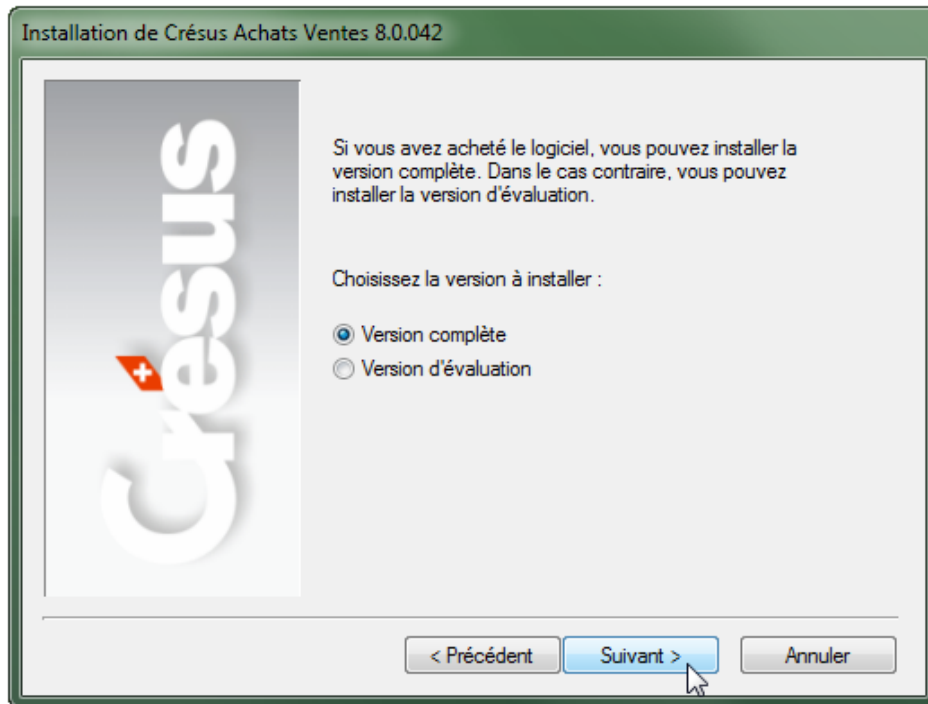 Installation de Crésus Achats Ventes 8.0.042
Crésus
Si vous avez acheté le logiciel, vous pouvez installer la
version complète. Dans le cas contraire, vous pouvez
installer la version d'évaluation.
Choisissez la version à installer :
Version complète
Version d'évaluation
< Précédent
Suivant >
Annuler